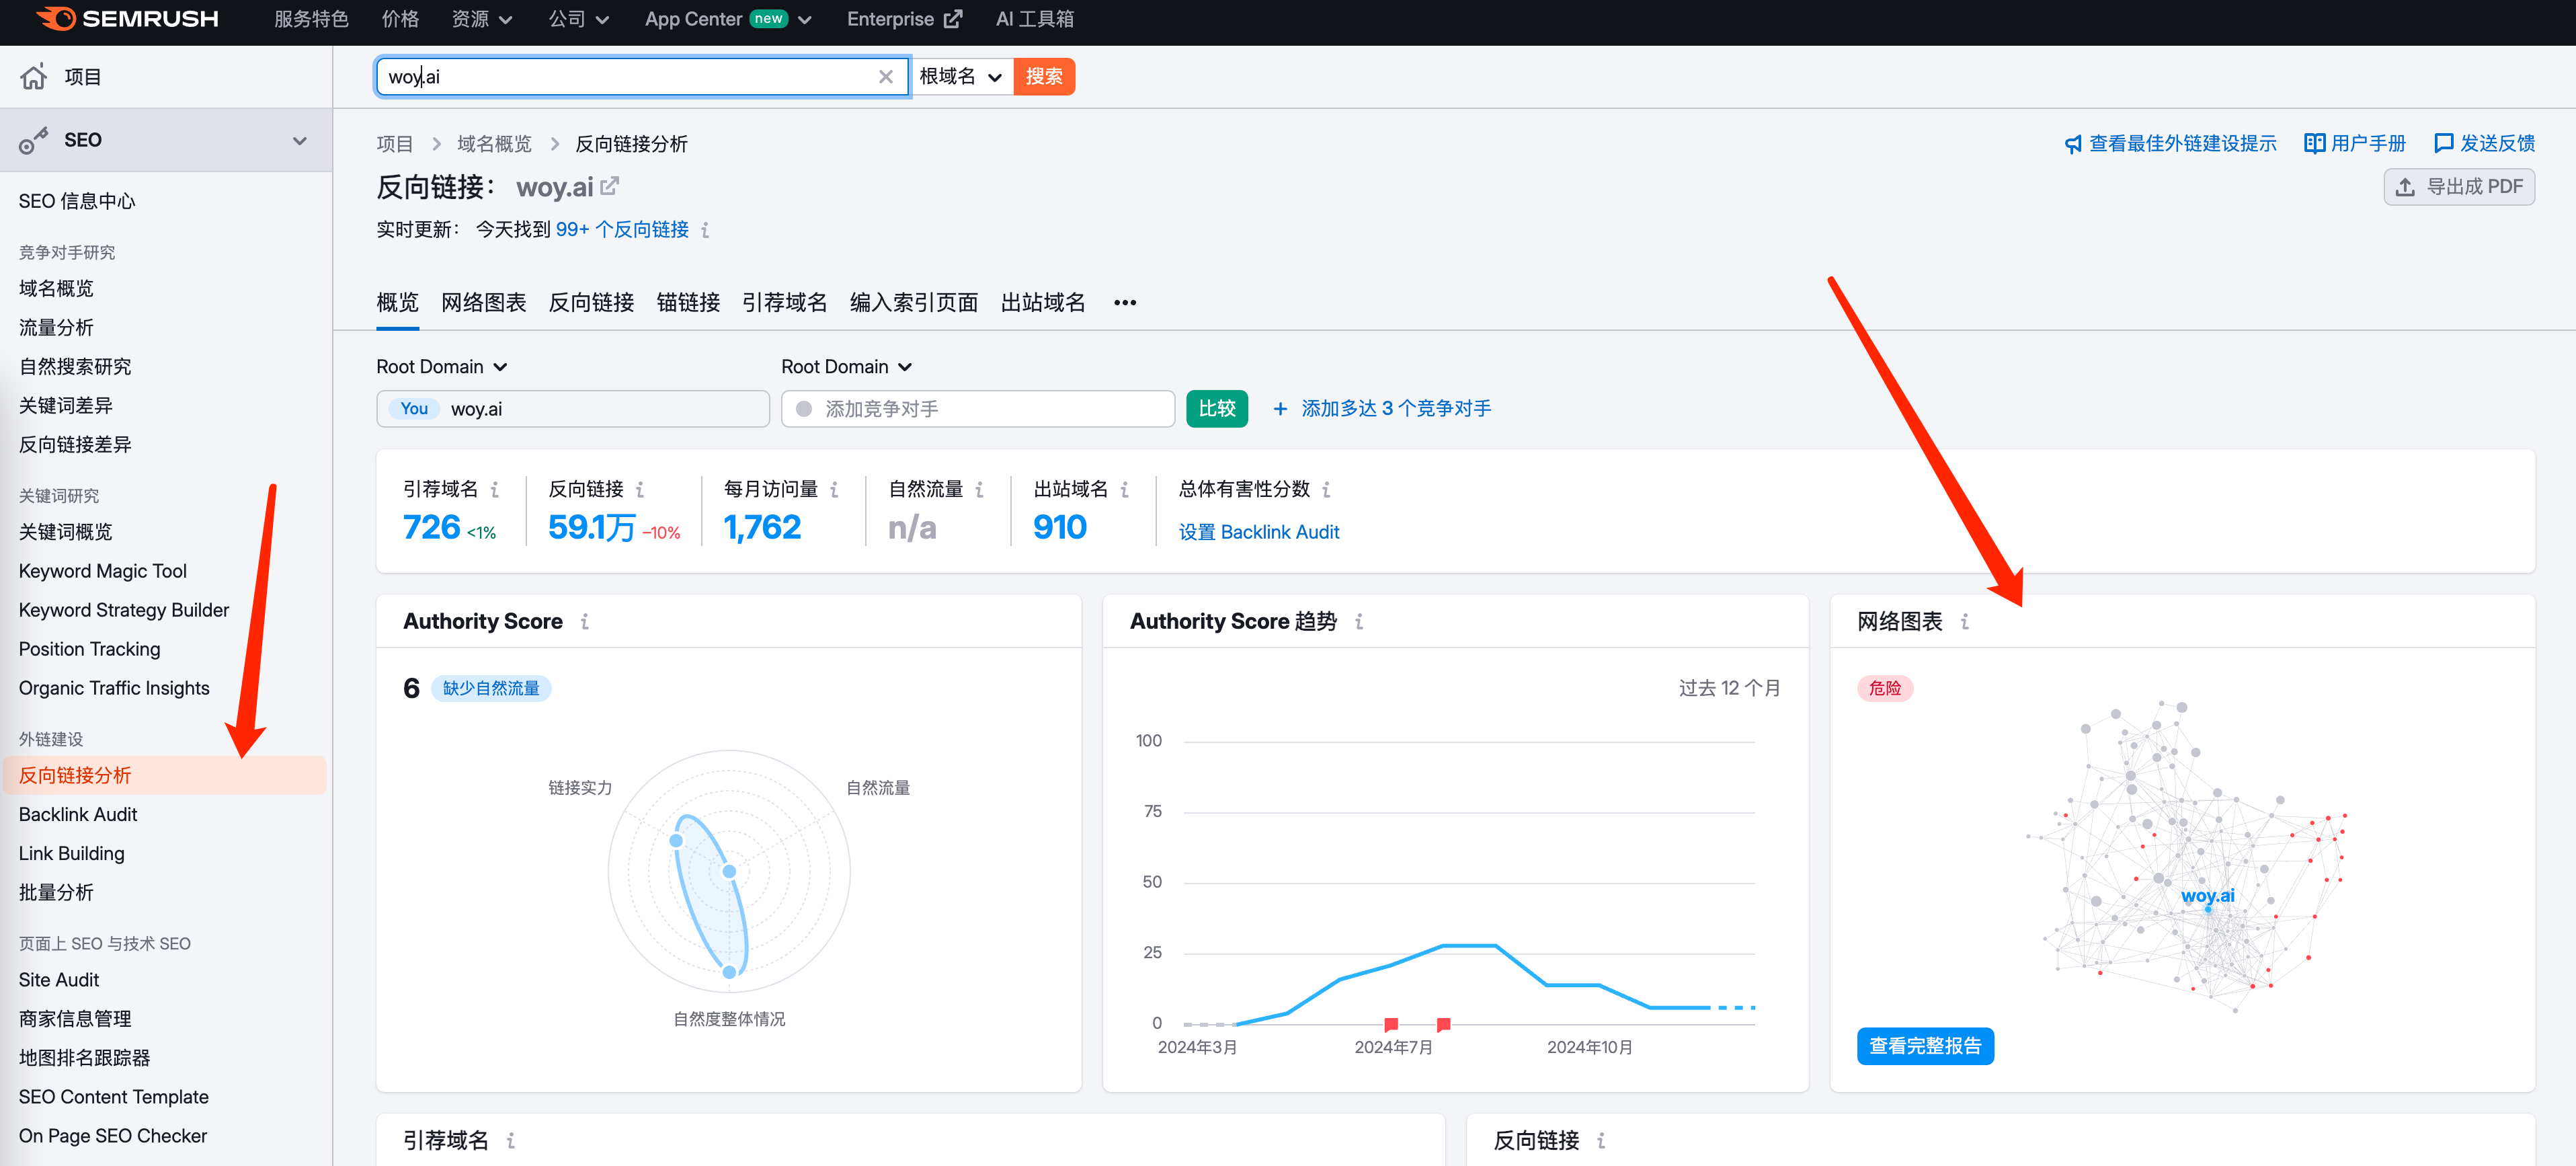 SEMRUSH 服务特色 价格 资源 公司 App Center new Enterprise AI 工具箱
项目
woy.ai 根域名 搜索
SEO
SEO 信息中心
竞争对手研究
域名概览
流量分析
自然搜索研究
关键词差异
反向链接差异
关键词研究
关键词概览
Keyword Magic Tool
Keyword Strategy Builder
Position Tracking
Organic Traffic Insights
外链建设
反向链接分析
Backlink Audit
Link Building
批量分析
页面上 SEO 与技术 SEO
Site Audit
商家信息管理
地图排名跟踪器
SEO Content Template
On Page SEO Checker
项目 > 域名概览 > 反向链接分析
查看最佳外链建设提示 用户手册 发送反馈
反向链接： woy.ai
导出成 PDF
实时更新： 今天找到 99+ 个反向链接 i
概览 网络图表 反向链接 锚链接 引荐域名 编入索引页面 出站域名 •••
Root Domain Root Domain
You woy.ai 添加竞争对手 比较 + 添加多达 3 个竞争对手
引荐域名 i 反向链接 i 每月访问量 i 自然流量 i 出站域名 i 总体有害性分数 i
726 <1% 59.1万 −10% 1,762 n/a 910 设置 Backlink Audit
Authority Score i
6 缺少自然流量
链接实力 自然流量
自然度整体情况
Authority Score 趋势 i
过去 12 个月
100
75
50
25
0
2024年3月 2024年7月 2024年10月
网络图表 i
危险
woy.ai
查看完整报告
引荐域名 i
反向链接 i